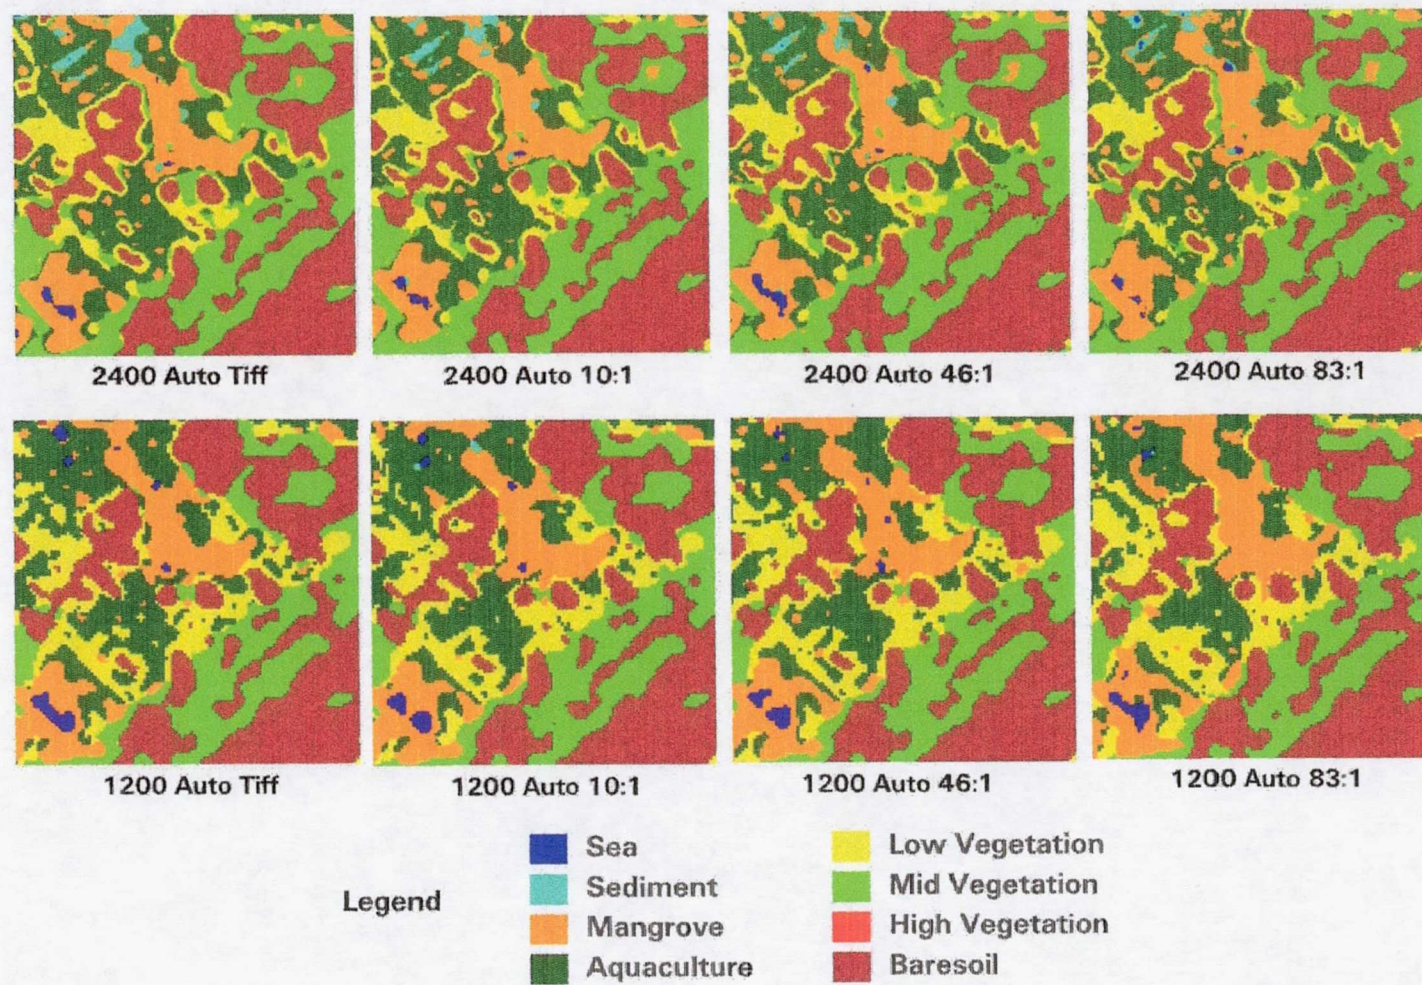 2400 Auto Tiff
2400 Auto 10:1
2400 Auto 46:1
2400 Auto 83:1
1200 Auto Tiff
1200 Auto 10:1
1200 Auto 46:1
1200 Auto 83:1
Legend
Sea
Sediment
Mangrove
Aquaculture
Low Vegetation
Mid Vegetation
High Vegetation
Baresoil